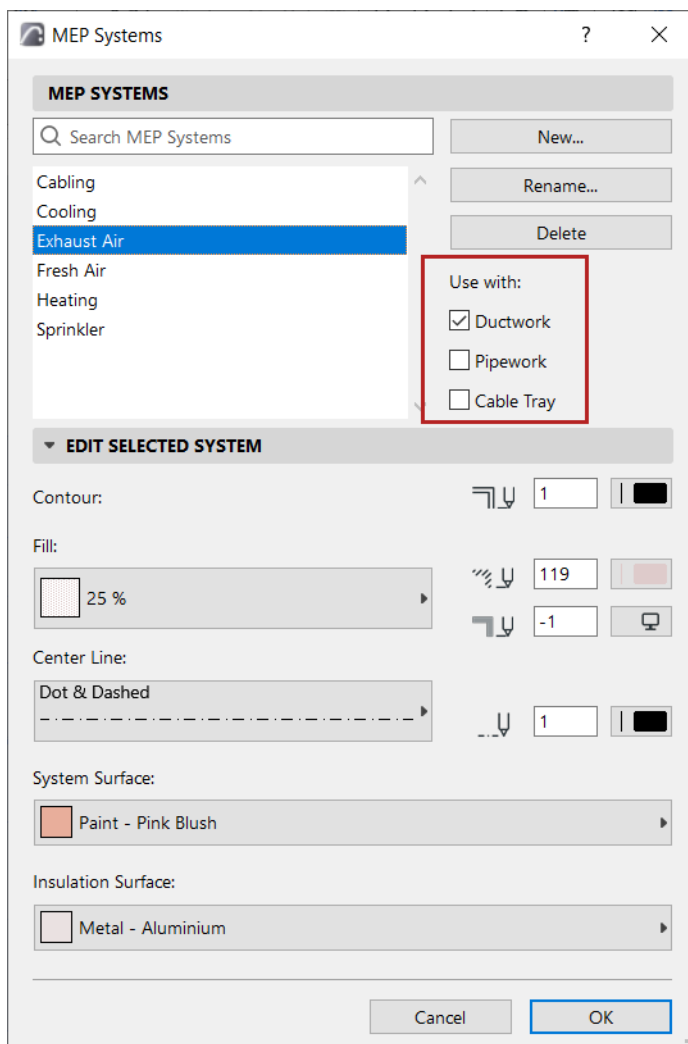 MEP Systems
?
MEP SYSTEMS
Search MEP Systems
New...
Cabling
Rename...
Cooling
Exhaust Air
Delete
Fresh Air
Heating
Sprinkler
Use with:
Ductwork
Pipework
Cable Tray
EDIT SELECTED SYSTEM
Contour:
1
Fill:
25 %
119
-1
Center Line:
Dot & Dashed
1
System Surface:
Paint - Pink Blush
Insulation Surface:
Metal - Aluminium
Cancel
OK